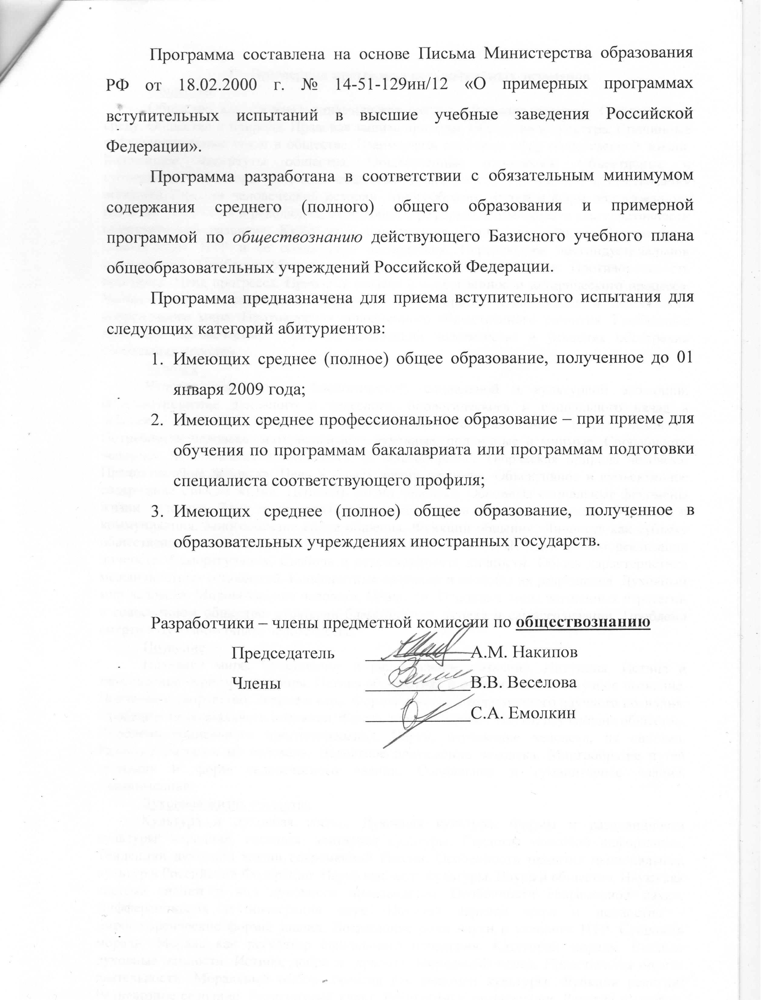 Программа составлена на основе Письма Министерства образования
РФ от 18.02.2000 г. № 14-51-129ин/12 «О примерных программах
вступительных испытаний в высшие учебные заведения Российской
Федерации».
Программа разработана в соответствии с обязательным минимумом
содержания среднего (полного) общего образования и примерной
программой по обществознанию действующего Базисного учебного плана
общеобразовательных учреждений Российской Федерации.
Программа предназначена для приема вступительного испытания для
следующих категорий абитуриентов:
1. Имеющих среднее (полное) общее образование, полученное до 01
января 2009 года;
2. Имеющих среднее профессиональное образование – при приеме для
обучения по программам бакалавриата или программам подготовки
специалиста соответствующего профиля;
3. Имеющих среднее (полное) общее образование, полученное в
образовательных учреждениях иностранных государств.
Разработчики – члены предметной комиссии по обществознанию
Председатель ____________А.М. Накипов
Члены ____________В.В. Веселова
____________С.А. Емолкин